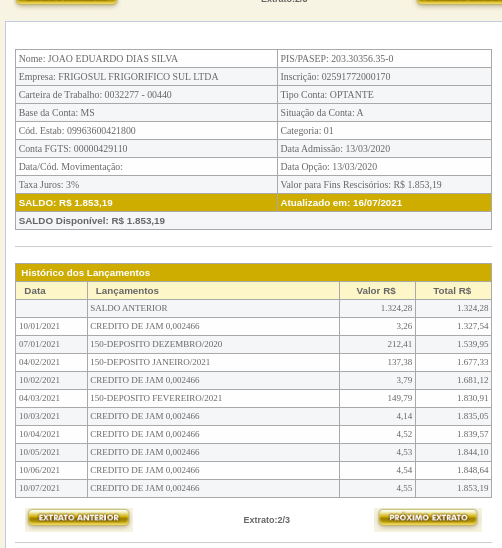 Nome: JOAO EDUARDO DIAS SILVA PIS/PASEP: 203.30356.35-0
Empresa: FRIGOSUL FRIGORIFICO SUL LTDA Inscrição: 02591772000170
Carteira de Trabalho: 0032277 - 00440 Tipo Conta: OPTANTE
Base da Conta: MS Situação da Conta: A
Cód. Estab: 09963600421800 Categoria: 01
Conta FGTS: 00000429110 Data Admissão: 13/03/2020
Data/Cód. Movimentação: Data Opção: 13/03/2020
Taxa Juros: 3% Valor para Fins Rescisórios: R$ 1.853,19
SALDO: R$ 1.853,19 Atualizado em: 16/07/2021
SALDO Disponível: R$ 1.853,19
Histórico dos Lançamentos
Data Lançamentos Valor R$ Total R$
SALDO ANTERIOR 1.324,28 1.324,28
10/01/2021 CREDITO DE JAM 0,002466 3,26 1.327,54
07/01/2021 150-DEPOSITO DEZEMBRO/2020 212,41 1.539,95
04/02/2021 150-DEPOSITO JANEIRO/2021 137,38 1.677,33
10/02/2021 CREDITO DE JAM 0,002466 3,79 1.681,12
04/03/2021 150-DEPOSITO FEVEREIRO/2021 149,79 1.830,91
10/03/2021 CREDITO DE JAM 0,002466 4,14 1.835,05
10/04/2021 CREDITO DE JAM 0,002466 4,52 1.839,57
10/05/2021 CREDITO DE JAM 0,002466 4,53 1.844,10
10/06/2021 CREDITO DE JAM 0,002466 4,54 1.848,64
10/07/2021 CREDITO DE JAM 0,002466 4,55 1.853,19
EXTRATO ANTERIOR Extrato:2/3 PRÓXIMO EXTRATO